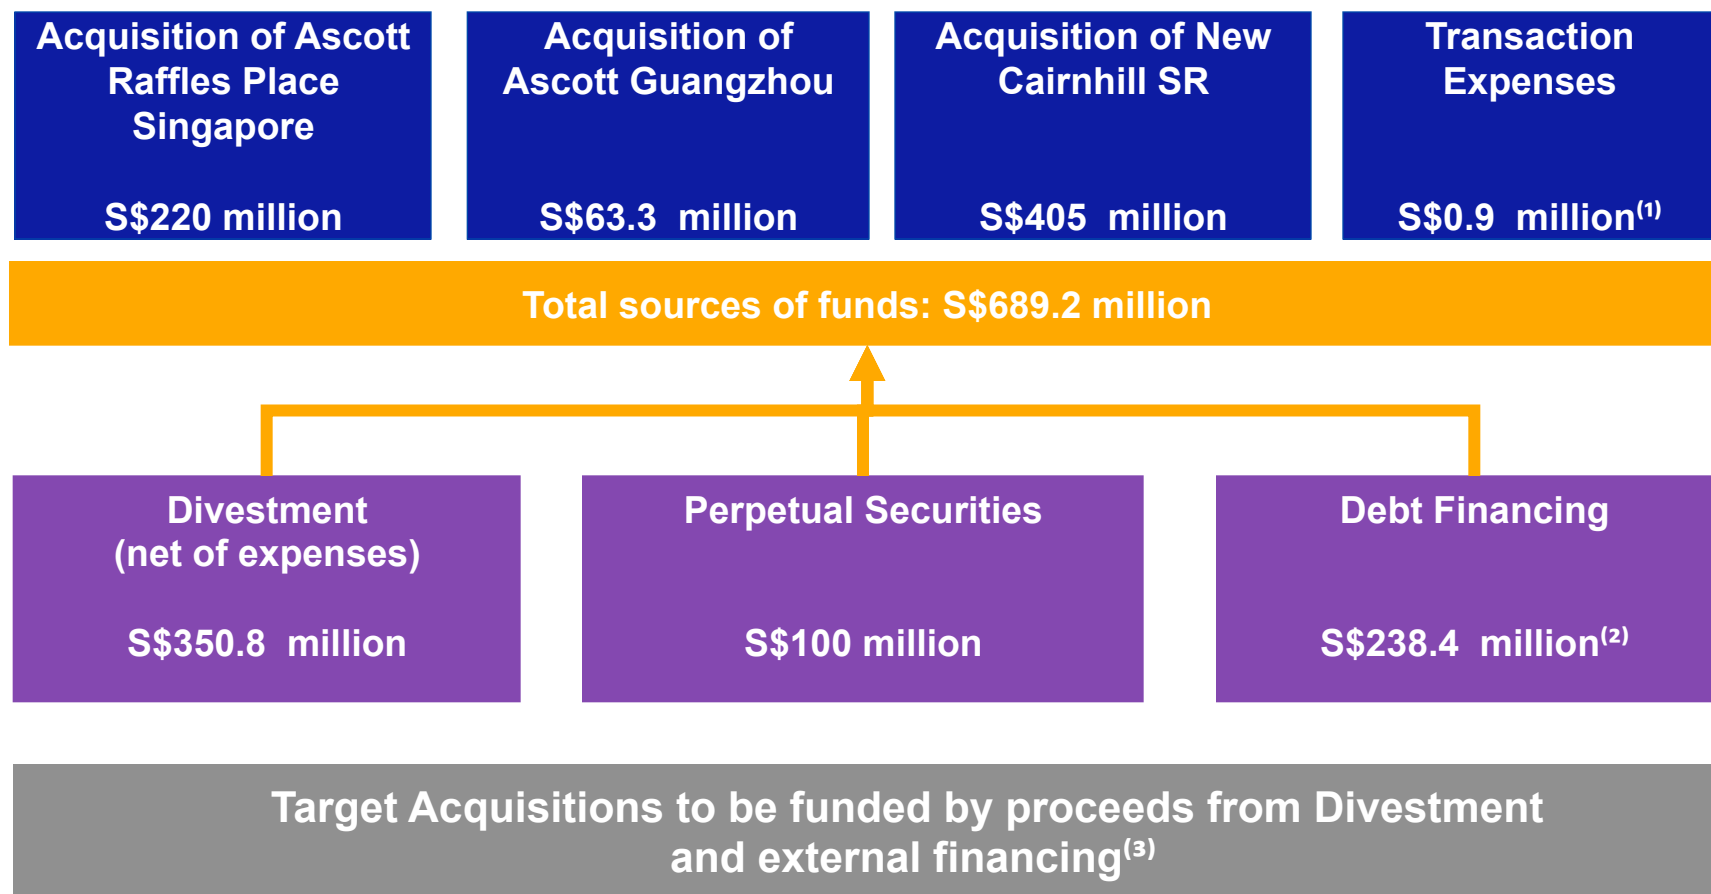 Acquisition of Ascott
Raffles Place
Singapore
S$220 million
Acquisition of
Ascott Guangzhou
S$63.3 million
Acquisition of New
Cairnhill SR
S$405 million
Transaction
Expenses
S$0.9 million(1)
Total sources of funds: S$689.2 million
Divestment
(net of expenses)
S$350.8 million
Perpetual Securities
S$100 million
Debt Financing
S$238.4 million(2)
Target Acquisitions to be funded by proceeds from Divestment
and external financing(3)